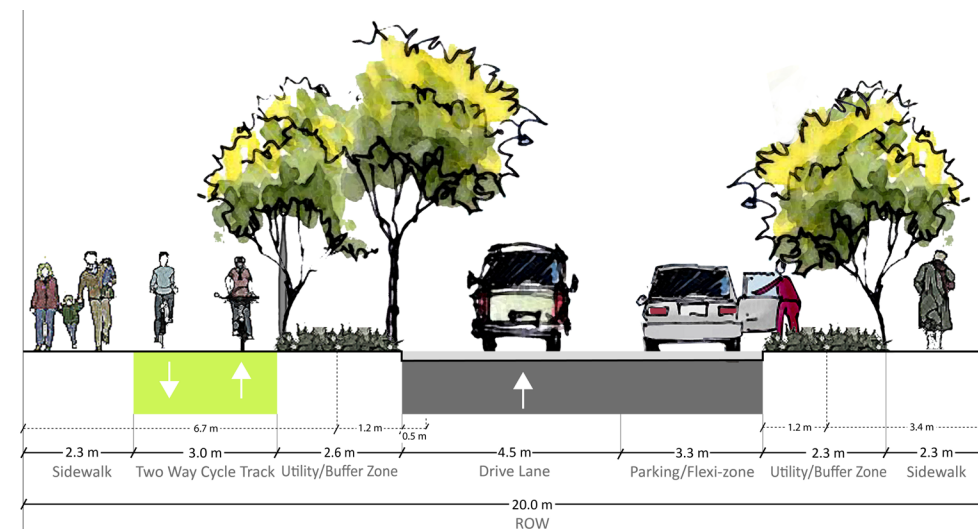 6.7 m
1.2 m
0.5 m
1.2 m
3.4 m
2.3 m
3.0 m
2.6 m
4.5 m
3.3 m
2.3 m
2.3 m
Sidewalk
Two Way Cycle Track
Utility/Buffer Zone
Drive Lane
Parking/Flexi-zone
Utility/Buffer Zone
Sidewalk
20.0 m
ROW